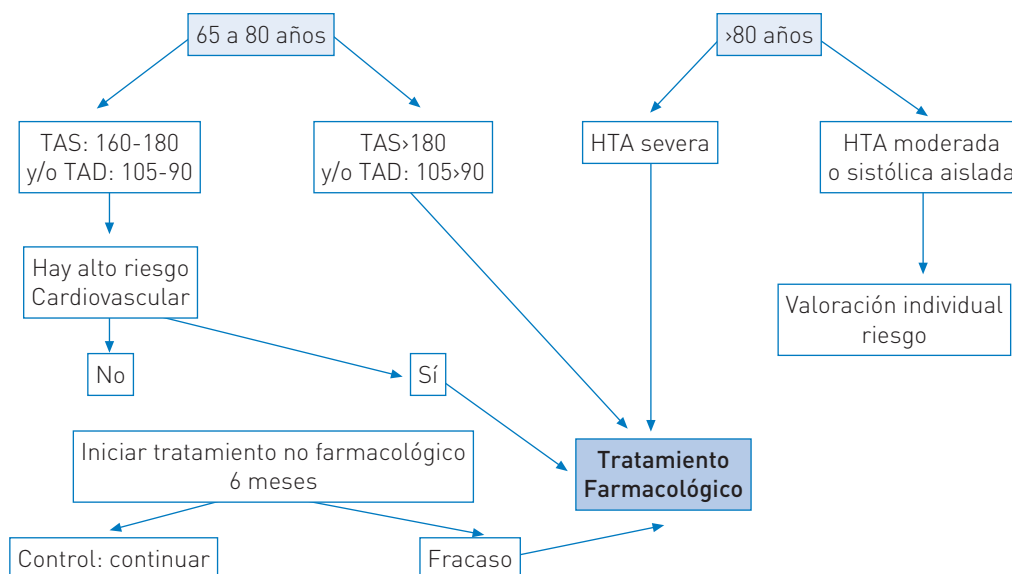 65 a 80 años
›80 años
TAS: 160-180
y/o TAD: 105-90
TAS›180
y/o TAD: 105›90
HTA severa
HTA moderada
o sistólica aislada
Hay alto riesgo
Cardiovascular
Valoración individual
riesgo
No
Sí
Iniciar tratamiento no farmacológico
6 meses
Tratamiento
Farmacológico
Control: continuar
Fracaso